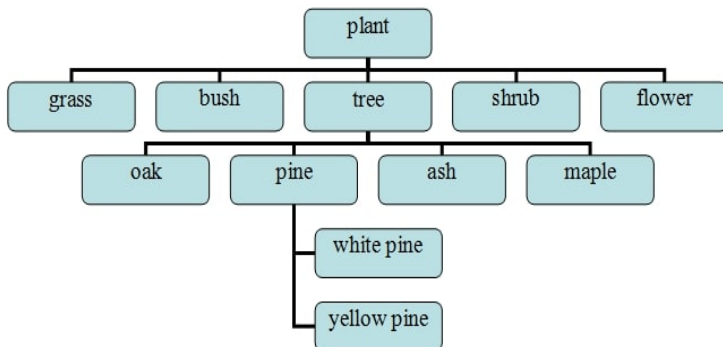 plant
grass bush tree shrub flower
oak pine ash maple
white pine
yellow pine